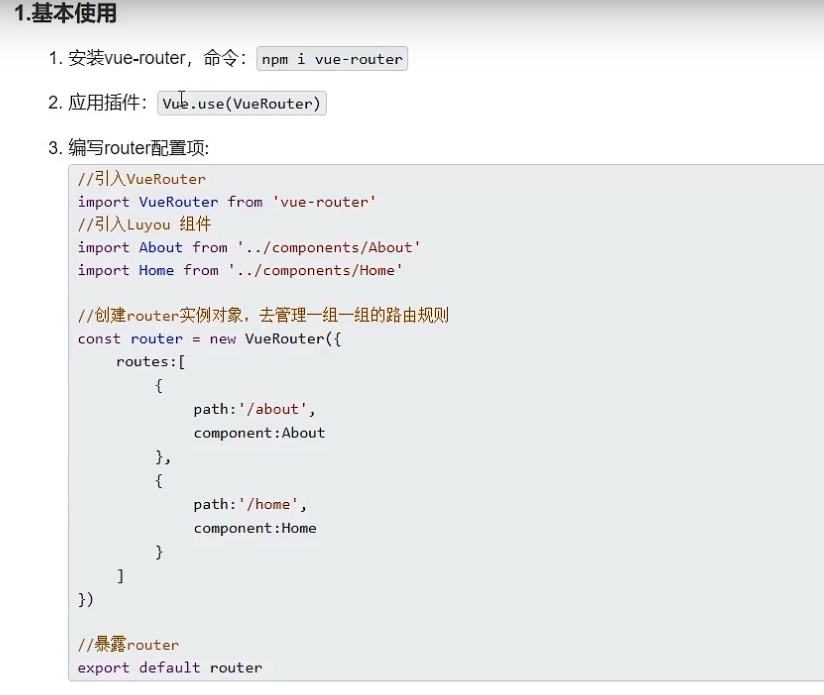 1.基本使用
1. 安装vue-router，命令：npm i vue-router
2. 应用插件：Vue.use(VueRouter)
3. 编写router配置项:
//引入VueRouter
import VueRouter from 'vue-router'
//引入Luyou 组件
import About from '../components/About'
import Home from '../components/Home'
//创建router实例对象，去管理一组一组的路由规则
const router = new VueRouter({
routes:[
{
path:'/about',
component:About
},
{
path:'/home',
component:Home
}
]
})
//暴露router
export default router